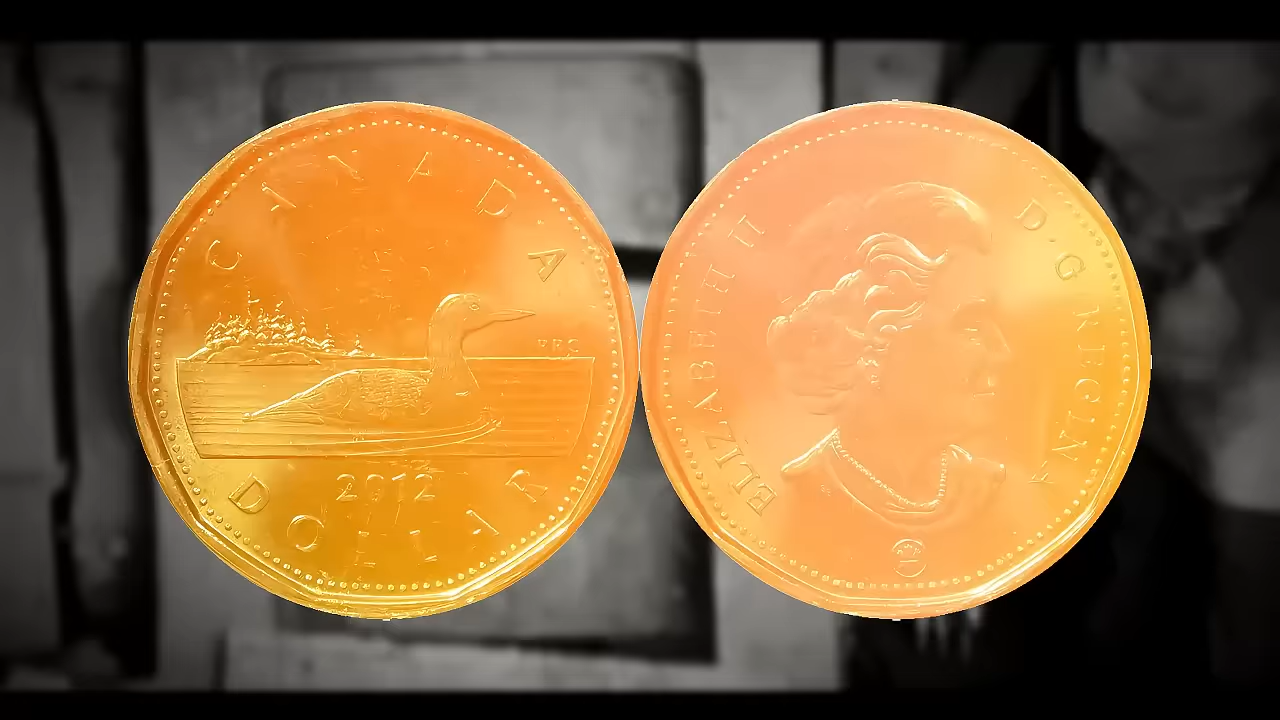 CANADA
RRC
2012
DOLLAR
ELIZABETH II
D·G·REGINA